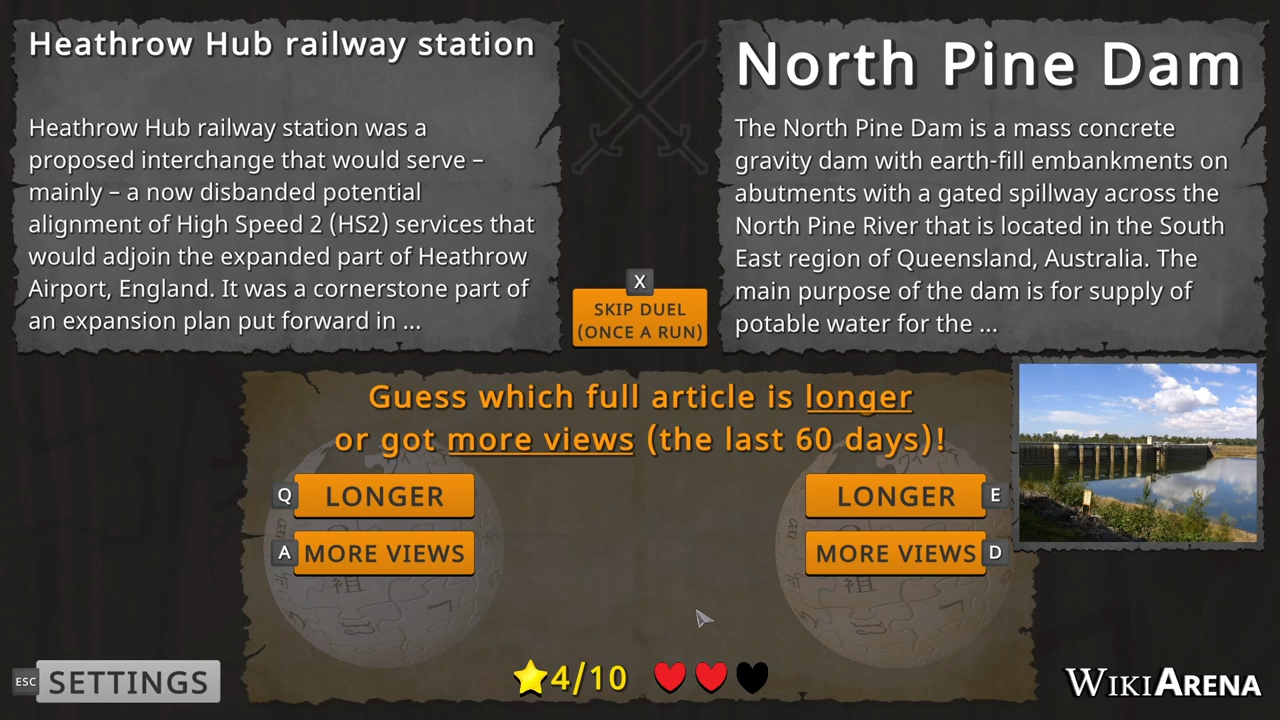 Heathrow Hub railway station
Heathrow Hub railway station was a
proposed interchange that would serve –
mainly – a now disbanded potential
alignment of High Speed 2 (HS2) services that
would adjoin the expanded part of Heathrow
Airport, England. It was a cornerstone part of
an expansion plan put forward in ...
North Pine Dam
The North Pine Dam is a mass concrete
gravity dam with earth-fill embankments on
abutments with a gated spillway across the
North Pine River that is located in the South
East region of Queensland, Australia. The
main purpose of the dam is for supply of
potable water for the ...
X
SKIP DUEL
(ONCE A RUN)
Guess which full article is longer
or got more views (the last 60 days)!
Q LONGER
LONGER E
A MORE VIEWS
MORE VIEWS D
ESC SETTINGS
4/10
WIKIARENA